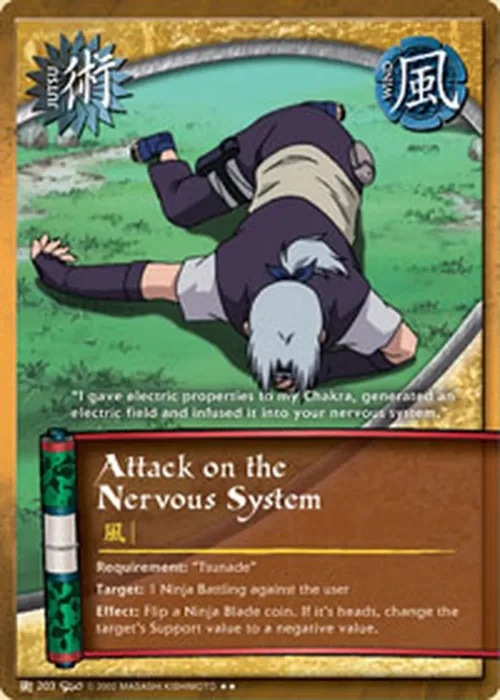 JUTSU 術
WIND 風
"I gave electric properties to my Chakra, generated an
electric field and infused it into your nervous system."
Attack on the
Nervous System
風
Requirement: "Tsunade"
Target: 1 Ninja Battling against the user
Effect: Flip a Ninja Blade coin. If it's heads, change the
target's Support value to a negative value.
203 © 2002 MASASHI KISHIMOTO ★★